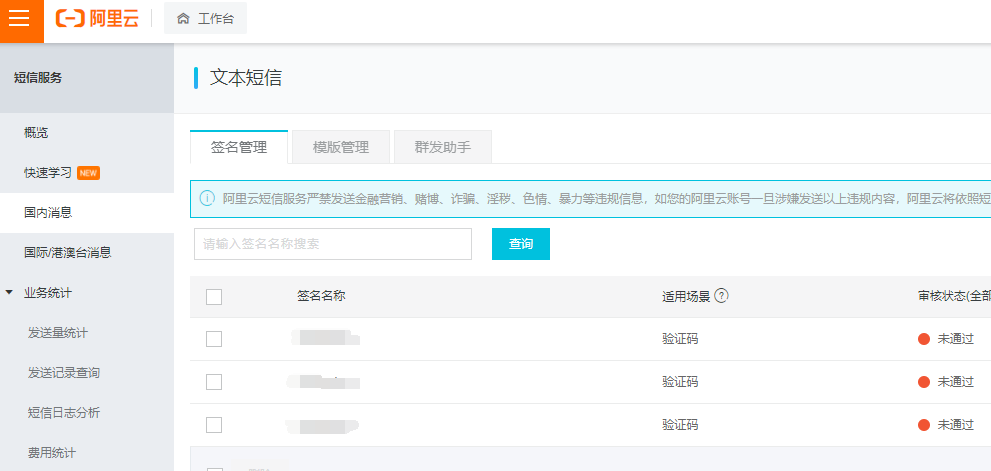 阿里云 工作台
短信服务
概览
快速学习 NEW
国内消息
国际/港澳台消息
业务统计
发送量统计
发送记录查询
短信日志分析
费用统计
文本短信
签名管理 模版管理 群发助手
阿里云短信服务严禁发送金融营销、赌博、诈骗、淫秽、色情、暴力等违规信息，如您的阿里云账号一旦涉嫌发送以上违规内容，阿里云将依照短
请输入签名名称搜索 查询
签名名称 适用场景 ? 审核状态(全部
验证码 未通过
验证码 未通过
验证码 未通过